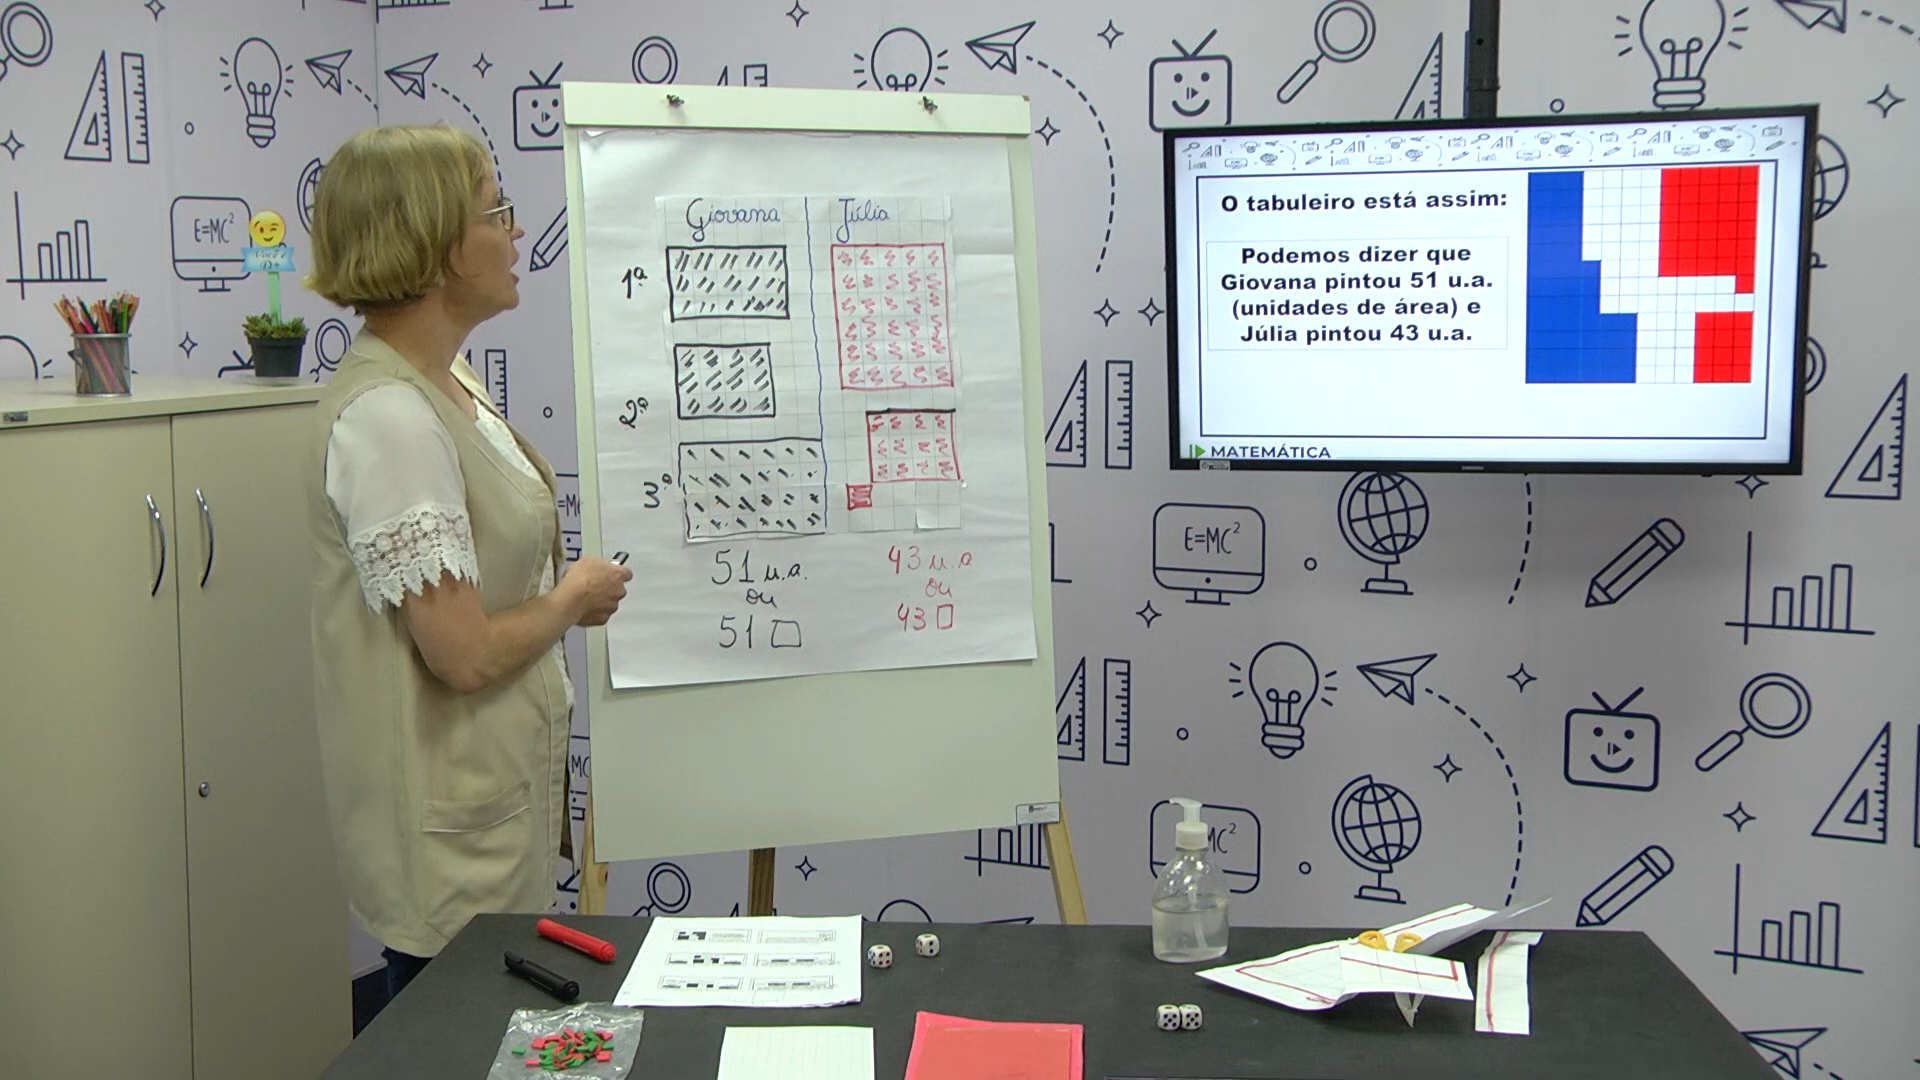 Giovana Júlia
1ª
2ª
3ª
51 u.a.
ou
51
43 u.a
ou
43
O tabuleiro está assim:
Podemos dizer que
Giovana pintou 51 u.a.
(unidades de área) e
Júlia pintou 43 u.a.
MATEMÁTICA
E=MC²
E=MC²